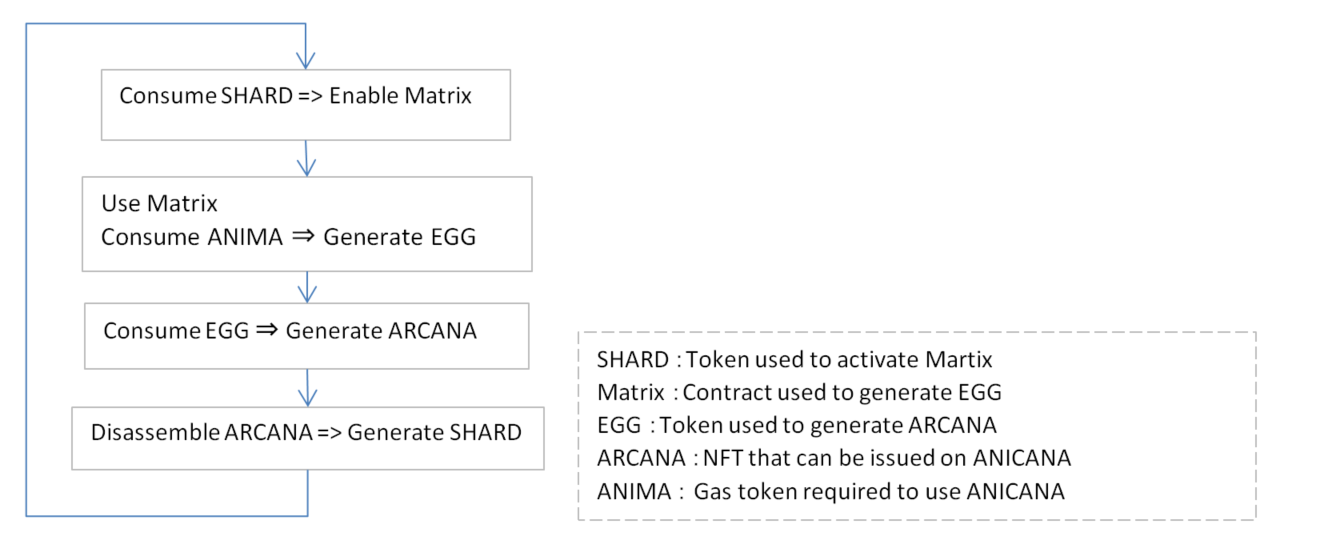 Consume SHARD => Enable Matrix
Use Matrix
Consume ANIMA ⇒ Generate EGG
Consume EGG ⇒ Generate ARCANA
Disassemble ARCANA => Generate SHARD
SHARD : Token used to activate Martix
Matrix : Contract used to generate EGG
EGG : Token used to generate ARCANA
ARCANA : NFT that can be issued on ANICANA
ANIMA : Gas token required to use ANICANA